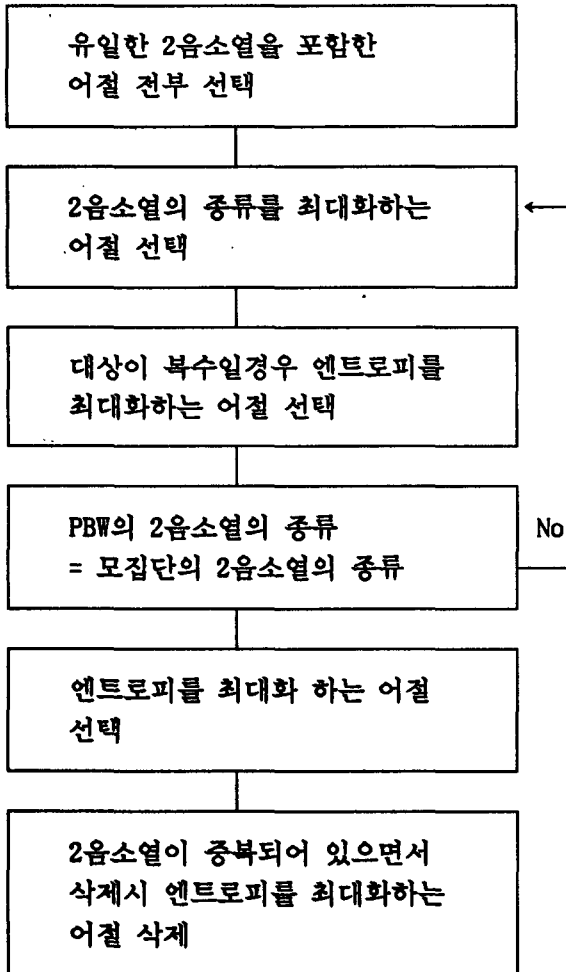 유일한 2음소열을 포함한
어절 전부 선택
2음소열의 종류를 최대화하는
어절 선택
대상이 복수일경우 엔트로피를
최대화하는 어절 선택
PBW의 2음소열의 종류
= 모집단의 2음소열의 종류
No
엔트로피를 최대화 하는 어절
선택
2음소열이 중복되어 있으면서
삭제시 엔트로피를 최대화하는
어절 삭제